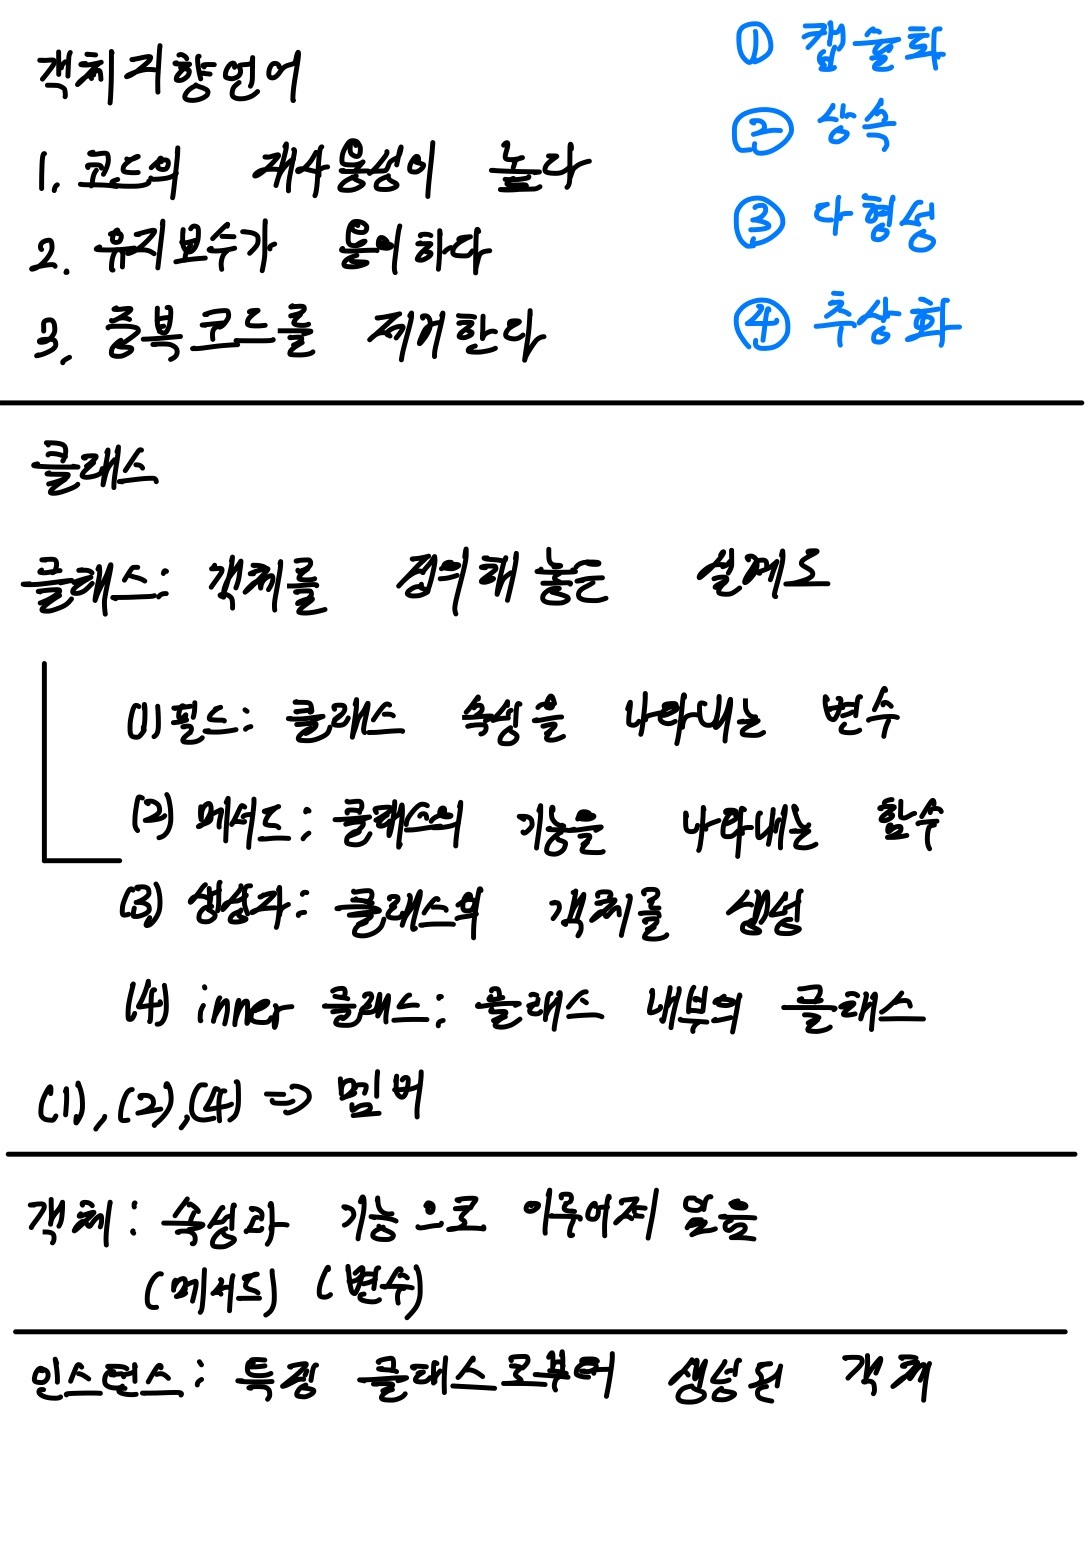 객체지향언어
1. 코드의 재사용성이 높다
2. 유지보수가 용이하다
3. 중복코드를 제거한다
① 캡슐화
② 상속
③ 다형성
④ 추상화
클래스
클래스: 객체를 정의해 놓은 설계도
(1) 필드: 클래스 속성을 나타내는 변수
(2) 메서드: 클래스의 기능을 나타내는 함수
(3) 생성자: 클래스의 객체를 생성
(4) inner 클래스: 클래스 내부의 클래스
(1), (2), (4) => 멤버
객체: 속성과 기능으로 이루어져 있음
(메서드) (변수)
인스턴스: 특정 클래스로부터 생성된 객체